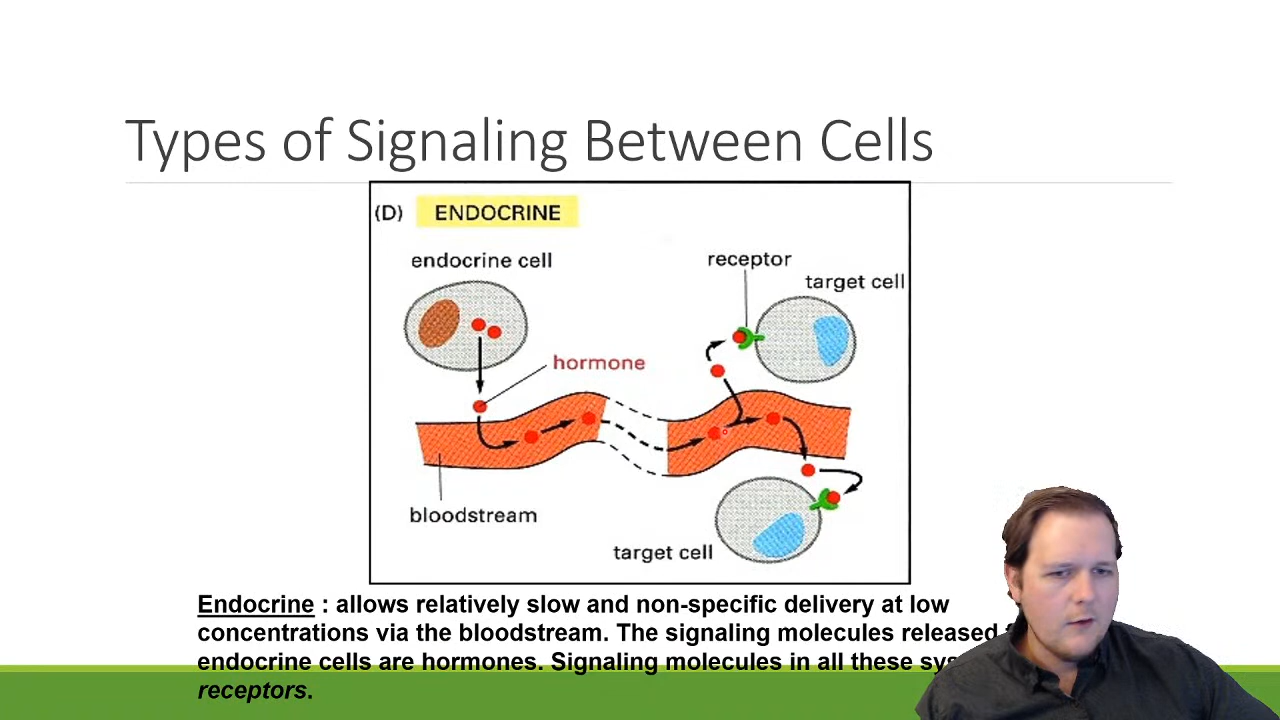 Types of Signaling Between Cells
(D) ENDOCRINE
endocrine cell
receptor
target cell
hormone
bloodstream
target cell
Endocrine : allows relatively slow and non-specific delivery at low
concentrations via the bloodstream. The signaling molecules released
endocrine cells are hormones. Signaling molecules in all these
receptors.